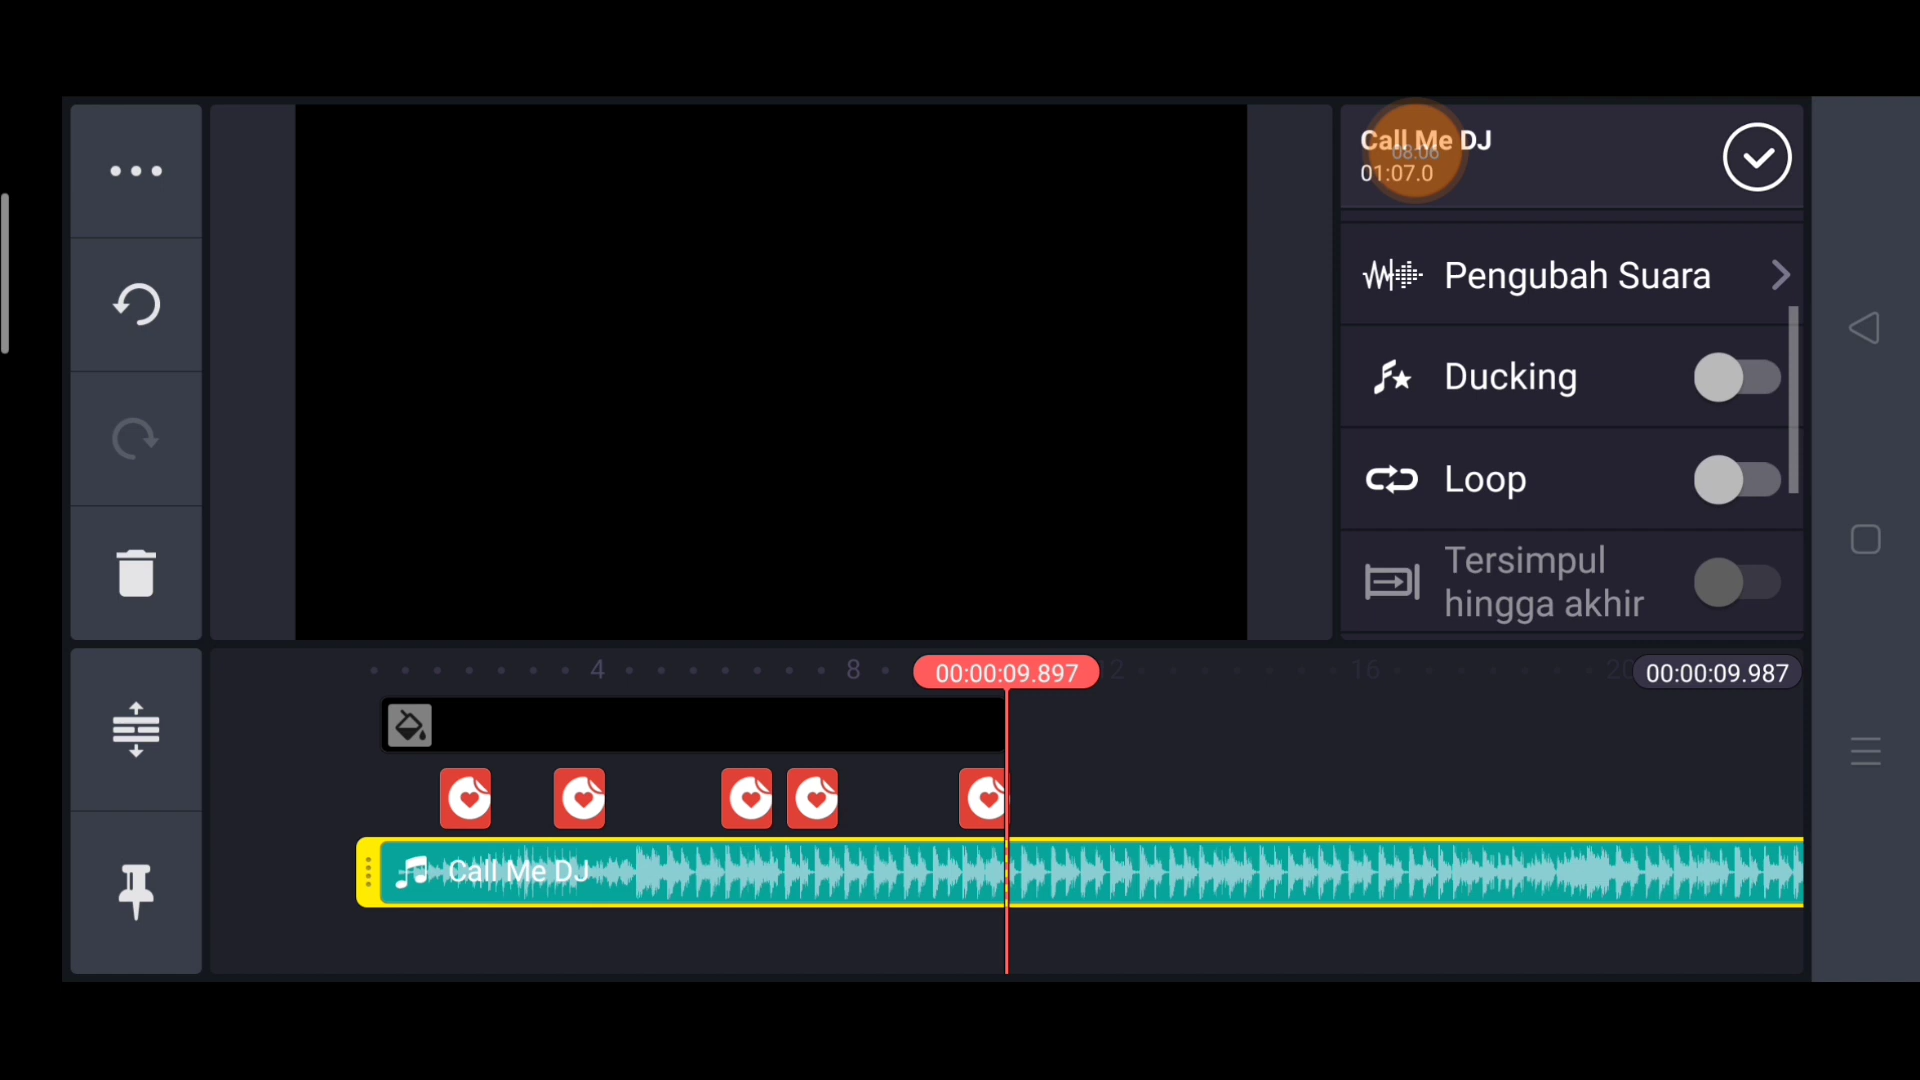 Call Me DJ
08:06
01:07.0
Pengubah Suara
Ducking
Loop
Tersimpul
hingga akhir
4
8
00:00:09.897
12
16
20
00:00:09.987
Call Me DJ